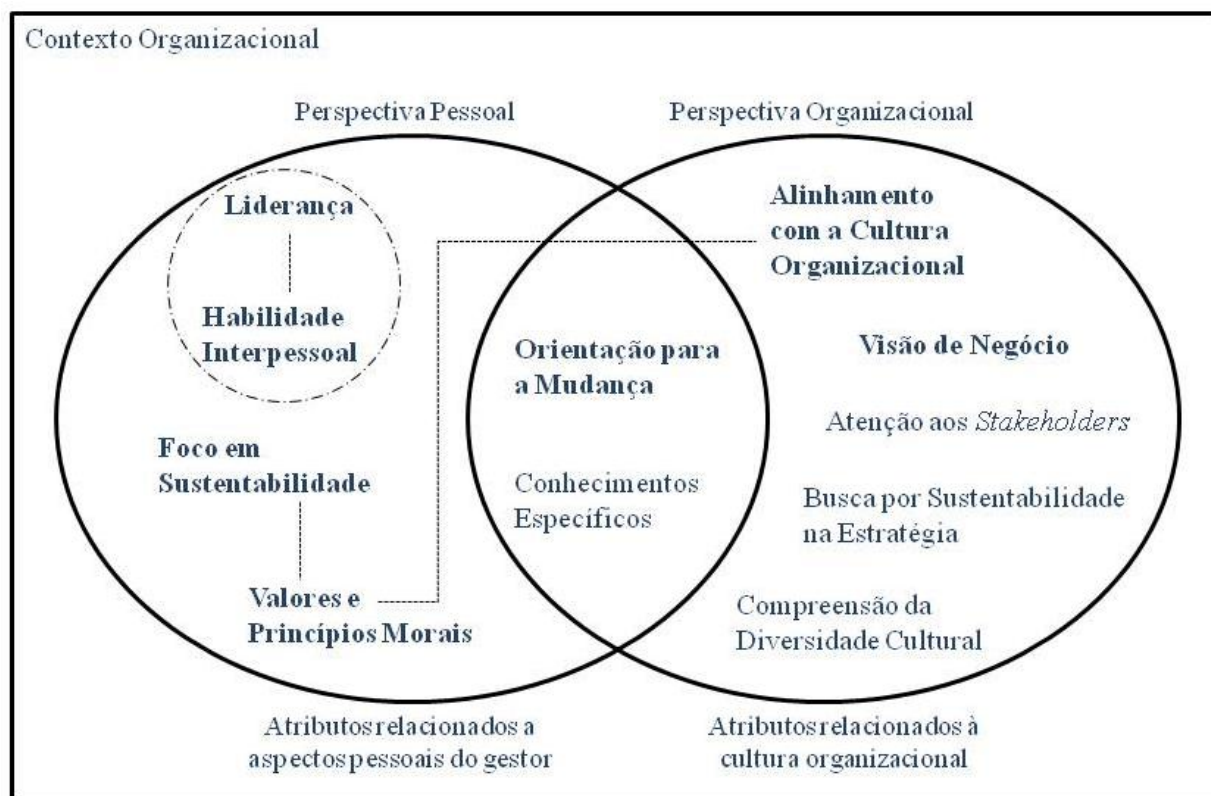 Contexto Organizacional
Perspectiva Pessoal
Perspectiva Organizacional
Liderança
Habilidade
Interpessoal
Foco em
Sustentabilidade
Valores e
Princípios Morais
Orientação para
a Mudança
Conhecimentos
Específicos
Alinhamento
com a Cultura
Organizacional
Visão de Negócio
Atenção aos Stakeholders
Busca por Sustentabilidade
na Estratégia
Compreensão da
Diversidade Cultural
Atributos relacionados a
aspectos pessoais do gestor
Atributos relacionados à
cultura organizacional